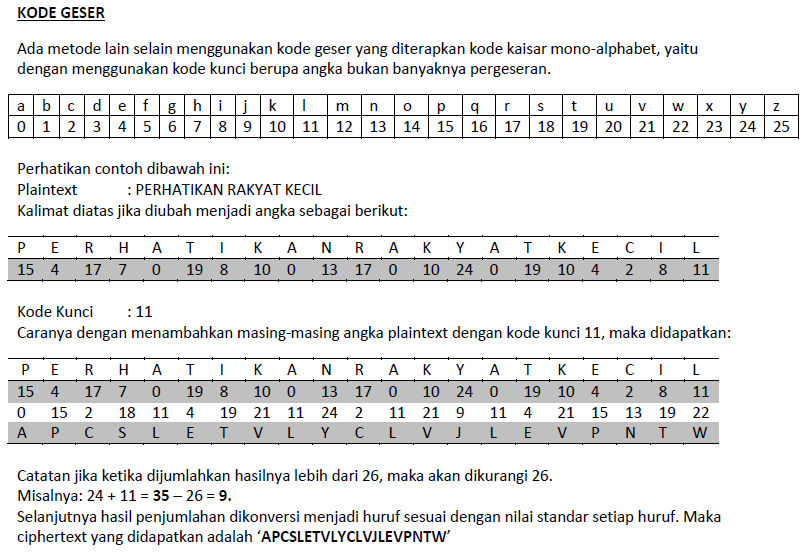 KODE GESER
Ada metode lain selain menggunakan kode geser yang diterapkan kode kaisar mono-alphabet, yaitu
dengan menggunakan kode kunci berupa angka bukan banyaknya pergeseran.
a b c d e f g h i j k l m n o p q r s t u v w x y z
0 1 2 3 4 5 6 7 8 9 10 11 12 13 14 15 16 17 18 19 20 21 22 23 24 25
Perhatikan contoh dibawah ini:
Plaintext : PERHATIKAN RAKYAT KECIL
Kalimat diatas jika diubah menjadi angka sebagai berikut:
P E R H A T I K A N R A K Y A T K E C I L
15 4 17 7 0 19 8 10 0 13 17 0 10 24 0 19 10 4 2 8 11
Kode Kunci : 11
Caranya dengan menambahkan masing-masing angka plaintext dengan kode kunci 11, maka didapatkan:
P E R H A T I K A N R A K Y A T K E C I L
15 4 17 7 0 19 8 10 0 13 17 0 10 24 0 19 10 4 2 8 11
0 15 2 18 11 4 19 21 11 24 2 11 21 9 11 4 21 15 13 19 22
A P C S L E T V L Y C L V J L E V P N T W
Catatan jika ketika dijumlahkan hasilnya lebih dari 26, maka akan dikurangi 26.
Misalnya: 24 + 11 = 35 – 26 = 9.
Selanjutnya hasil penjumlahan dikonversi menjadi huruf sesuai dengan nilai standar setiap huruf. Maka
ciphertext yang didapatkan adalah ‘APCSLETVLYCLVJLEVPNTW’